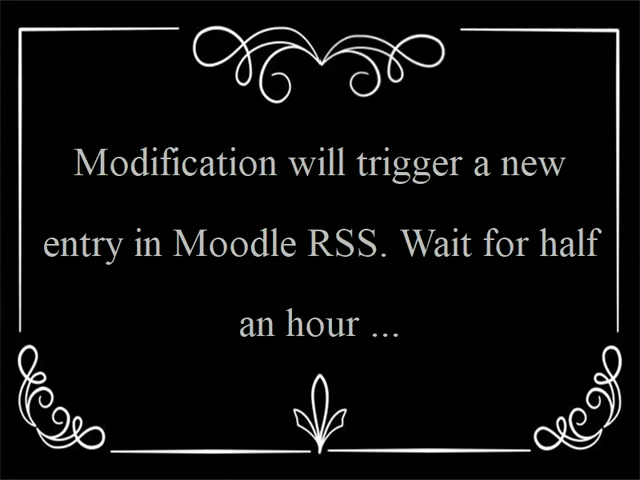 Modification will trigger a new
entry in Moodle RSS. Wait for half
an hour ...